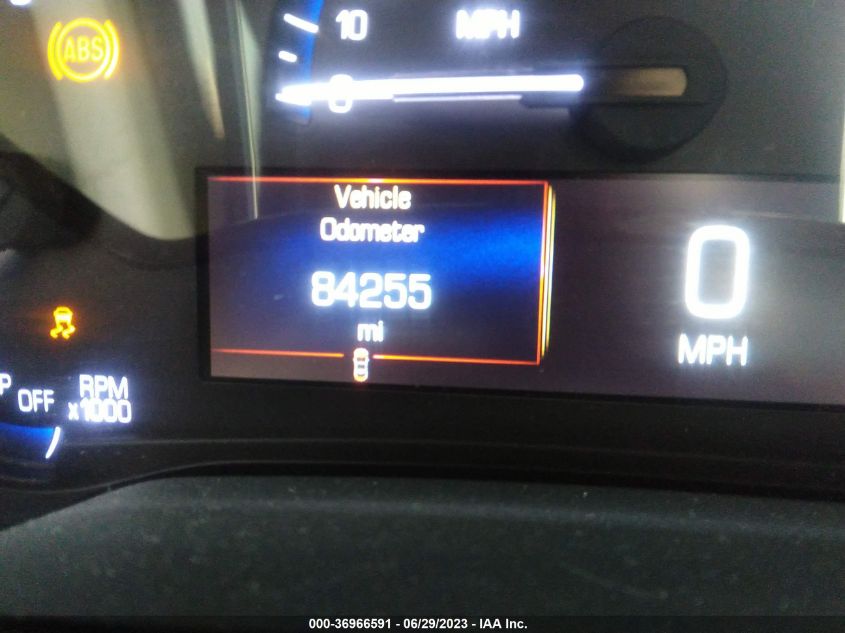 10 MPH
ABS
0
Vehicle
Odometer
84255
mi
0
MPH
P
OFF
RPM
x1000
000-36966591 - 06/29/2023 - IAA Inc.